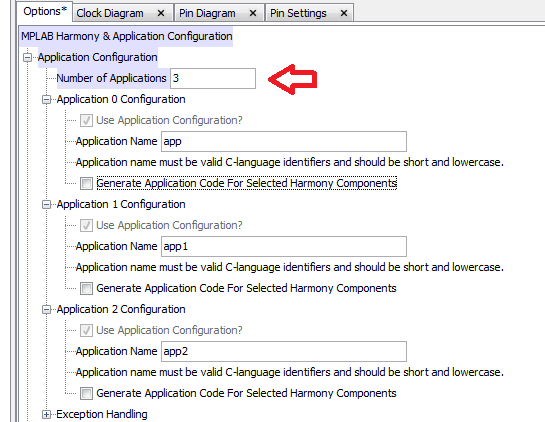 Options* Clock Diagram Pin Diagram Pin Settings
MPLAB Harmony & Application Configuration
Application Configuration
Number of Applications 3
Application 0 Configuration
Use Application Configuration?
Application Name app
Application name must be valid C-language identifiers and should be short and lowercase.
Generate Application Code For Selected Harmony Components
Application 1 Configuration
Use Application Configuration?
Application Name app1
Application name must be valid C-language identifiers and should be short and lowercase.
Generate Application Code For Selected Harmony Components
Application 2 Configuration
Use Application Configuration?
Application Name app2
Application name must be valid C-language identifiers and should be short and lowercase.
Generate Application Code For Selected Harmony Components
Exception Handling